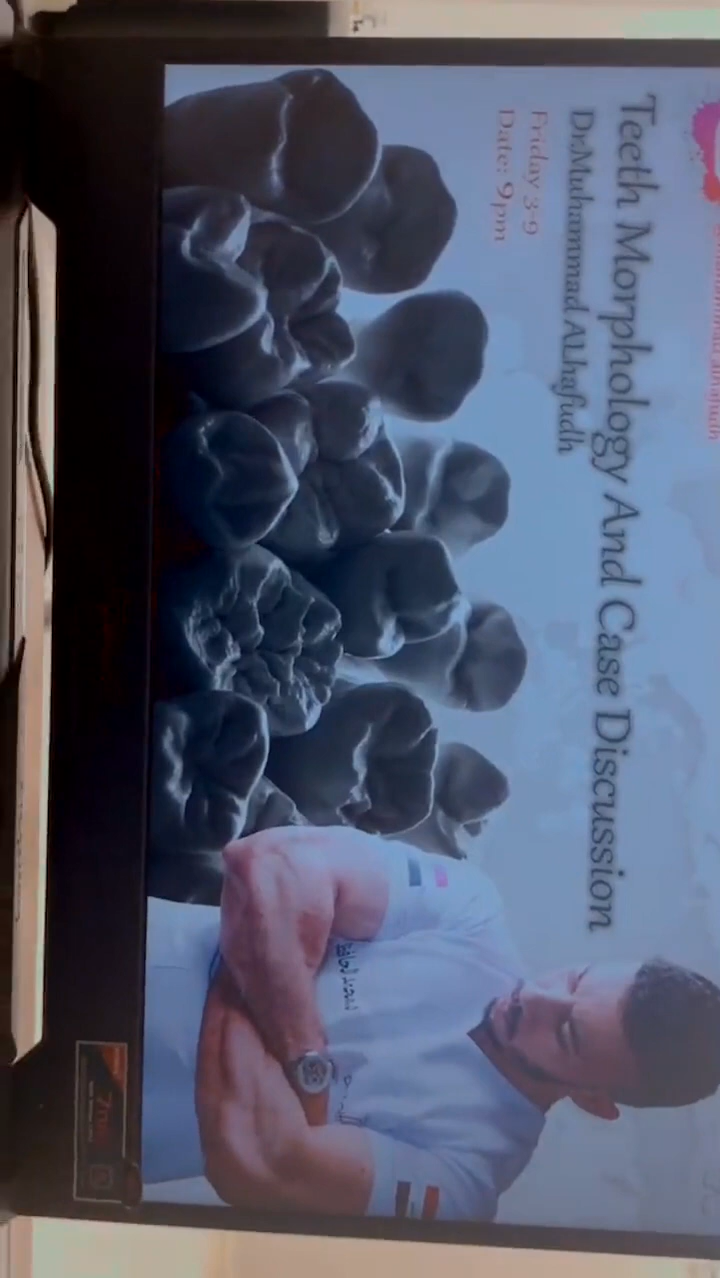 Teeth Morphology And Case Discussion
Dr.Muhammad ALhafudh
Friday 3-9
Date: 9pm